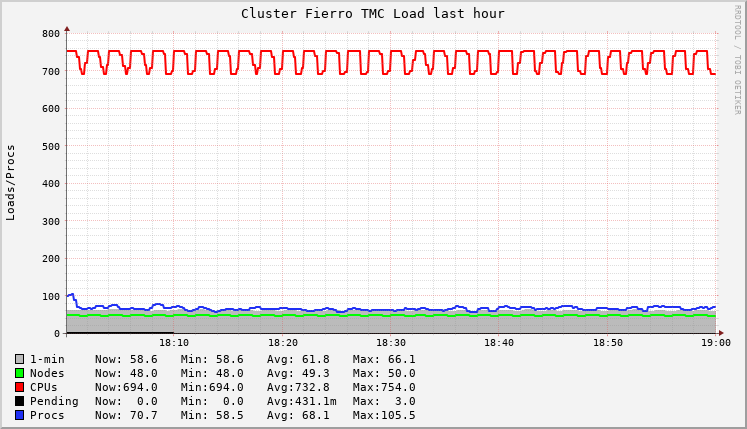 Cluster Fierro TMC Load last hour
RRDTOOL / TOBI OETIKER
Loads/Procs
800
700
600
500
400
300
200
100
0
18:10 18:20 18:30 18:40 18:50 19:00
1-min Now: 58.6 Min: 58.6 Avg: 61.8 Max: 66.1
Nodes Now: 48.0 Min: 48.0 Avg: 49.3 Max: 50.0
CPUs Now:694.0 Min:694.0 Avg:732.8 Max:754.0
Pending Now: 0.0 Min: 0.0 Avg:431.1m Max: 3.0
Procs Now: 70.7 Min: 58.5 Avg: 68.1 Max:105.5